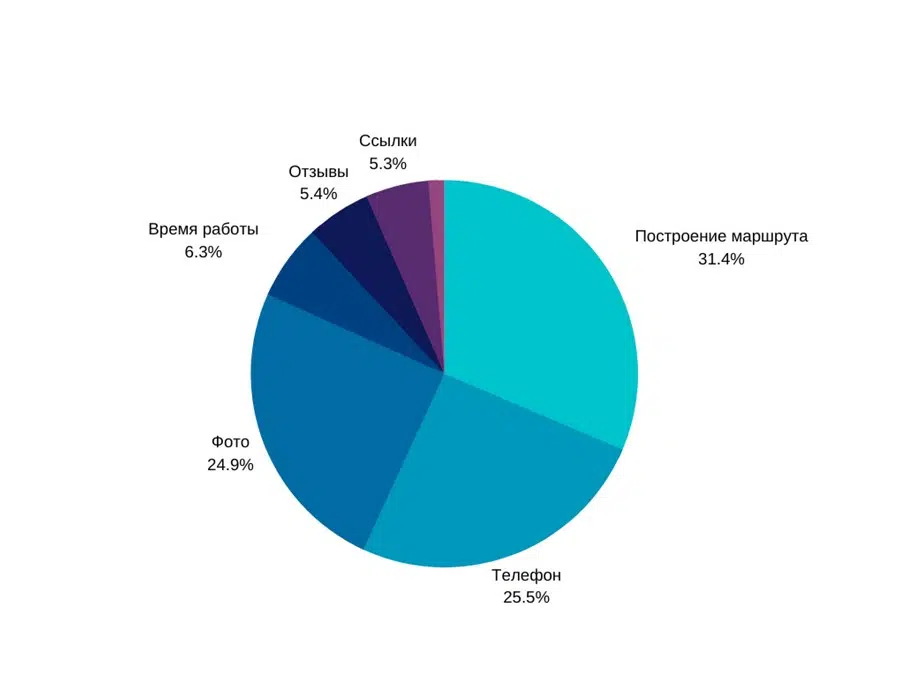 Ссылки
5.3%
Отзывы
5.4%
Время работы
6.3%
Построение маршрута
31.4%
Фото
24.9%
Телефон
25.5%